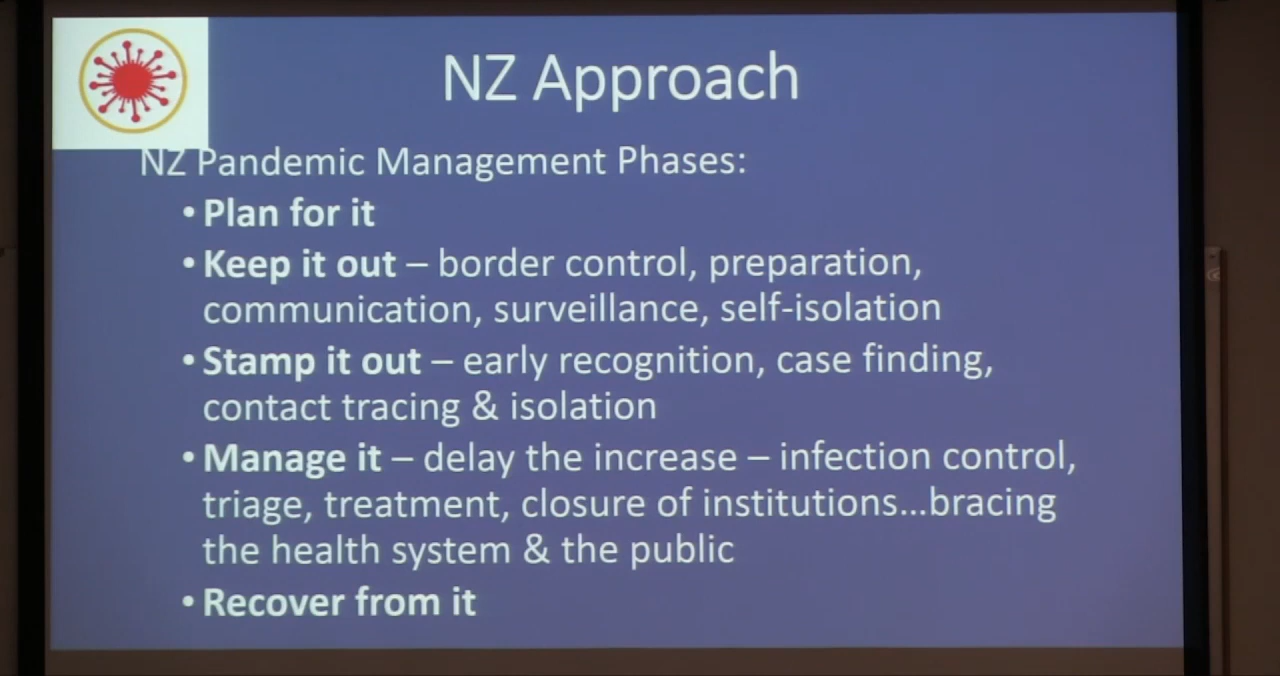 NZ Approach
NZ Pandemic Management Phases:
• Plan for it
• Keep it out – border control, preparation,
communication, surveillance, self-isolation
• Stamp it out – early recognition, case finding,
contact tracing & isolation
• Manage it – delay the increase – infection control,
triage, treatment, closure of institutions...bracing
the health system & the public
• Recover from it